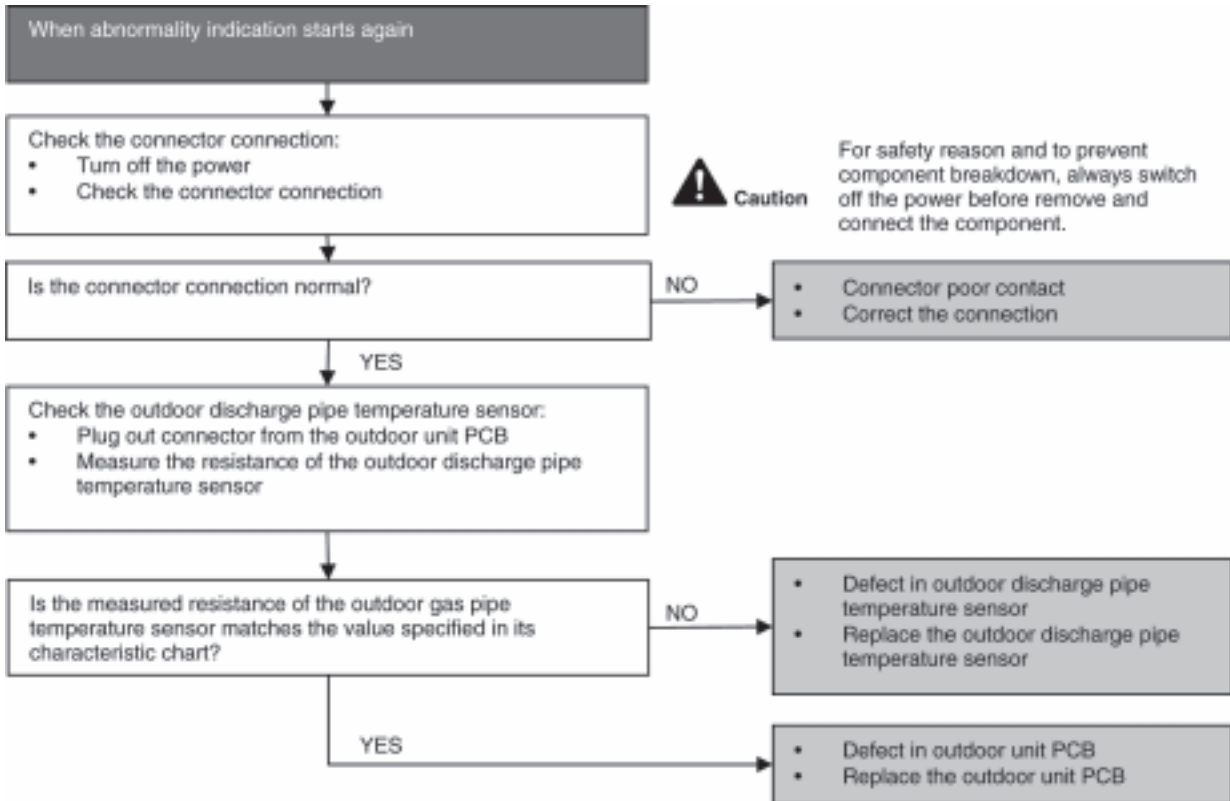 When abnormality indication starts again
Check the connector connection:
• Turn off the power
• Check the connector connection
Caution
For safety reason and to prevent
component breakdown, always switch
off the power before remove and
connect the component.
Is the connector connection normal?
NO
• Connector poor contact
• Correct the connection
YES
Check the outdoor discharge pipe temperature sensor:
• Plug out connector from the outdoor unit PCB
• Measure the resistance of the outdoor discharge pipe
temperature sensor
Is the measured resistance of the outdoor gas pipe
temperature sensor matches the value specified in its
characteristic chart?
NO
• Defect in outdoor discharge pipe
temperature sensor
• Replace the outdoor discharge pipe
temperature sensor
YES
• Defect in outdoor unit PCB
• Replace the outdoor unit PCB